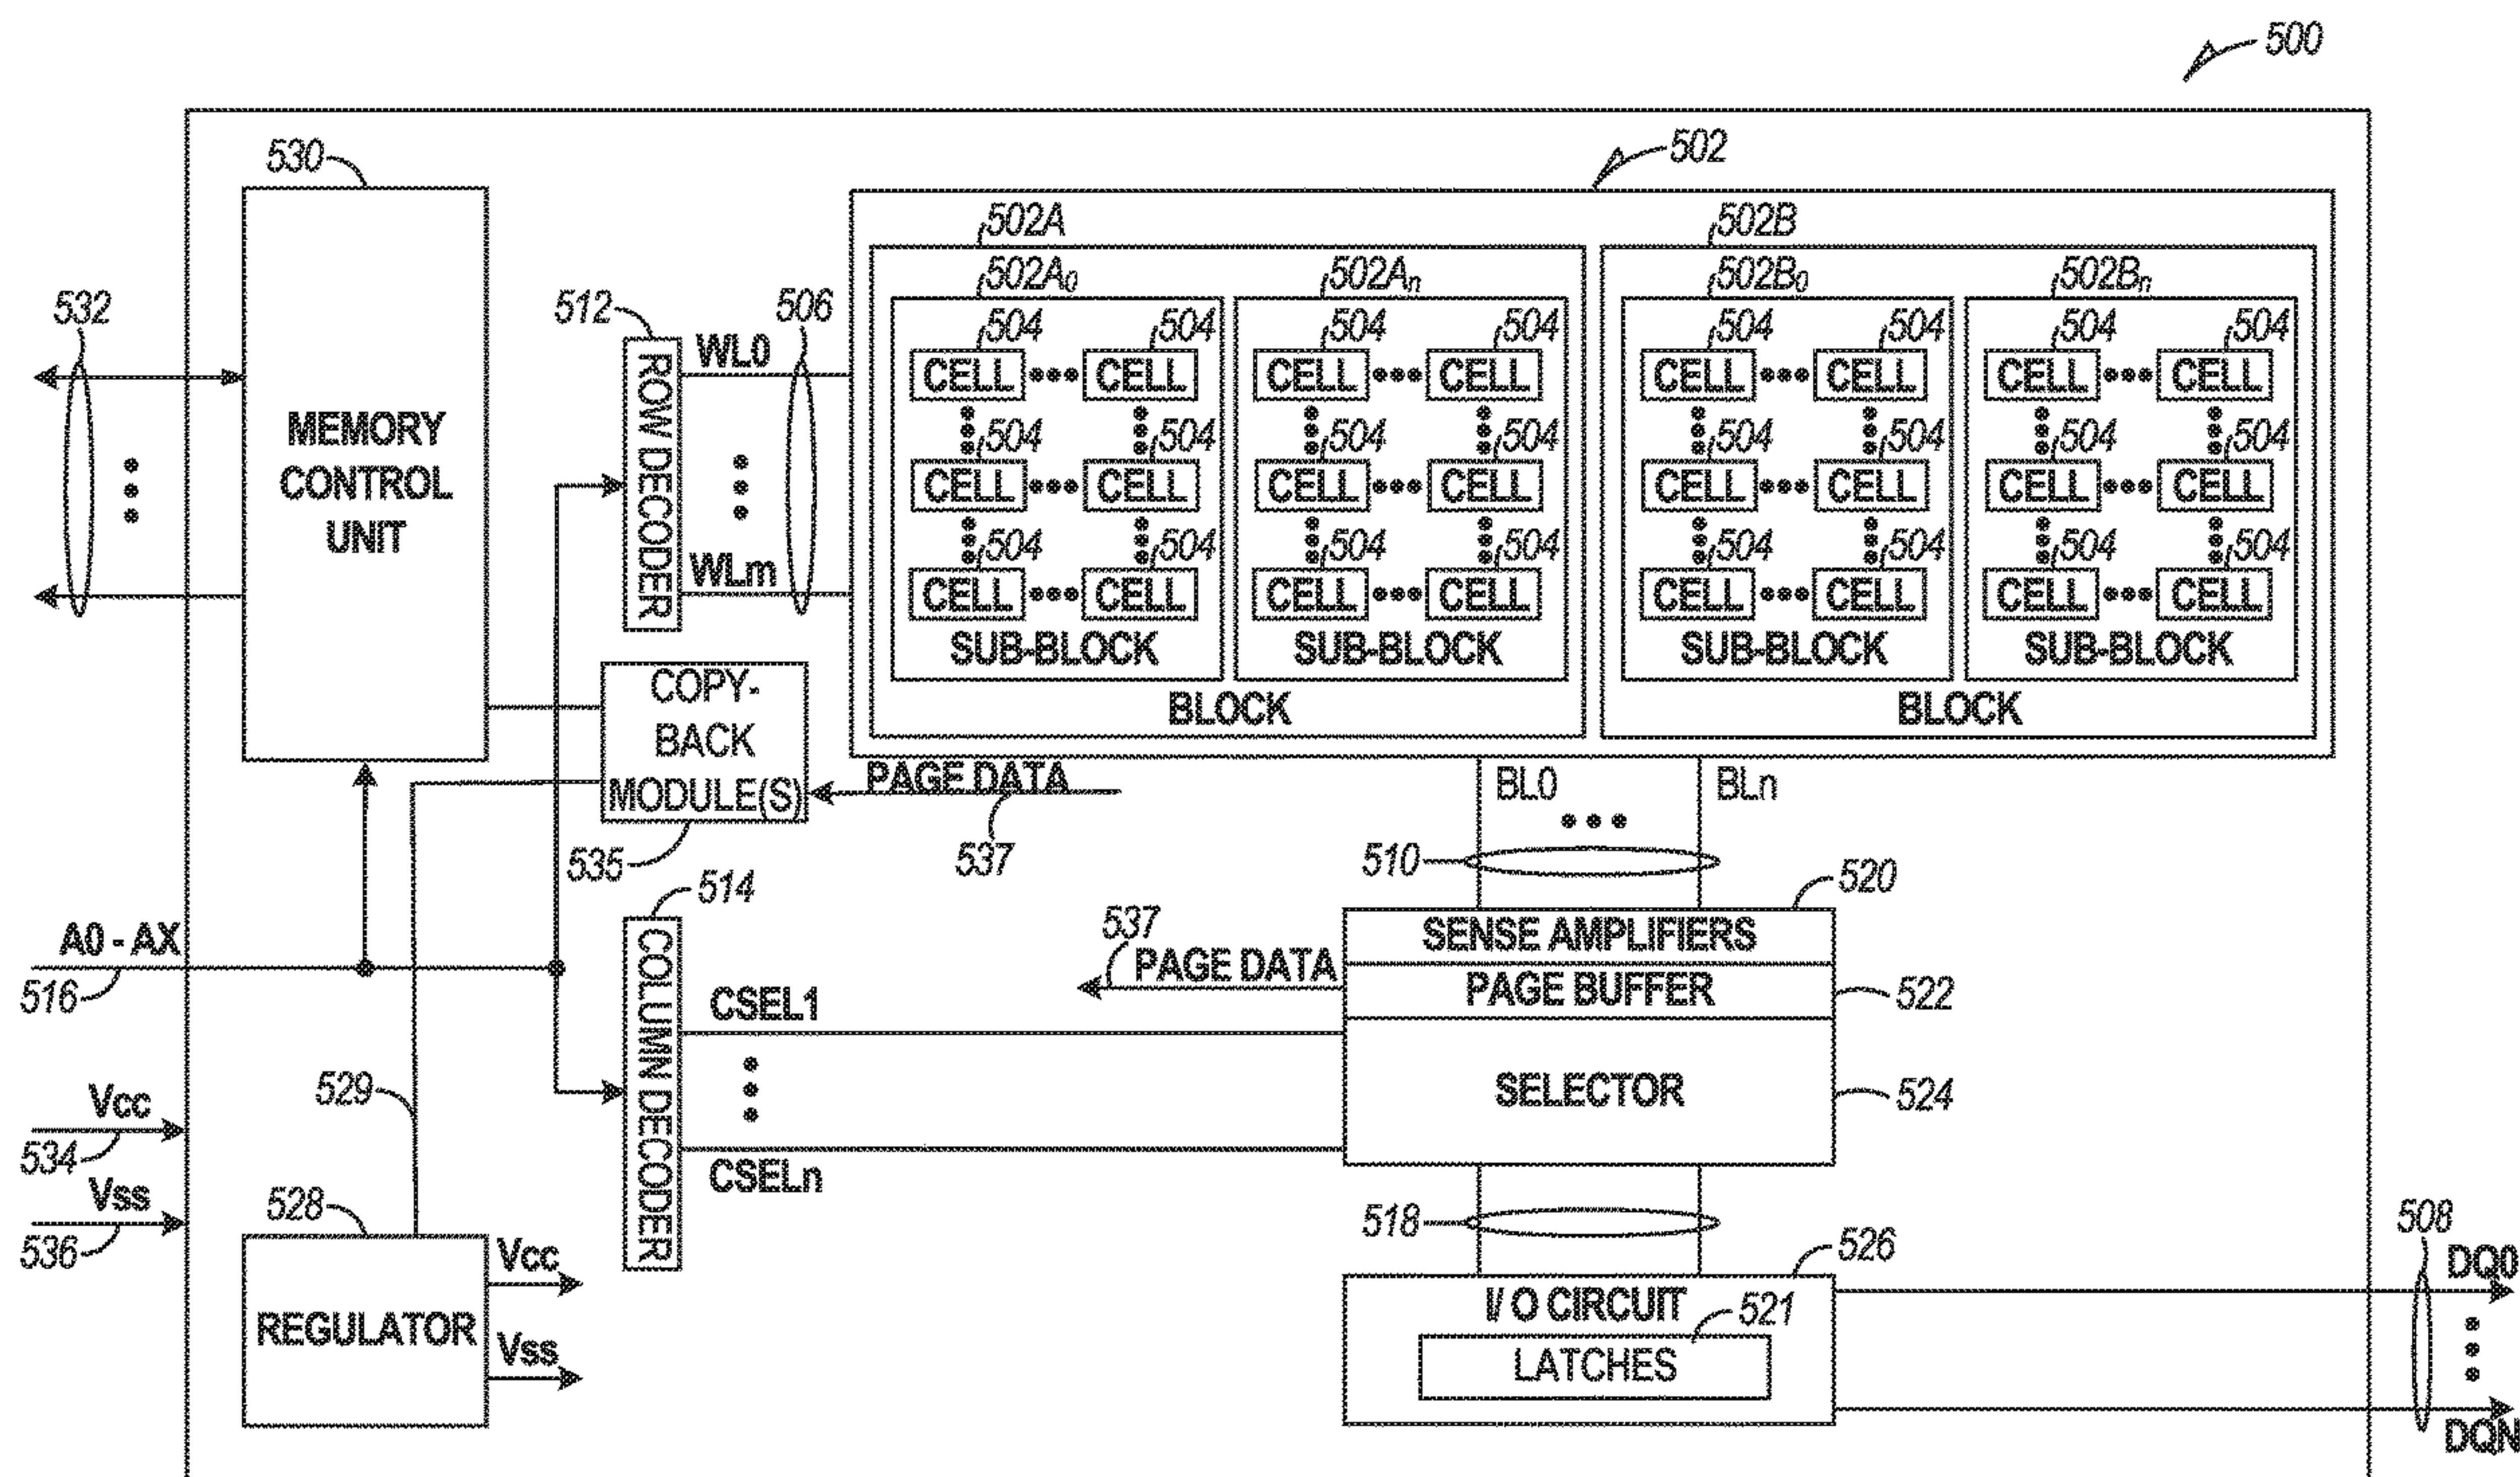 500
530
502
502A
502B
502A0
502An
502B0
502Bn
532
512
506
504 504 504 504 504 504 504 504
WL0
CELL CELL CELL CELL CELL CELL CELL CELL
504 504 504 504 504 504 504 504
MEMORY
CONTROL
UNIT
ROW DECODER
CELL CELL CELL CELL CELL CELL CELL CELL
504 504 504 504 504 504 504 504
WLm
CELL CELL CELL CELL CELL CELL CELL CELL
SUB-BLOCK SUB-BLOCK SUB-BLOCK SUB-BLOCK
BLOCK BLOCK
COPY-
BACK
MODULE(S)
PAGE DATA
BL0
BLn
535
537
510
514
520
A0 - AX
516
537
PAGE DATA
SENSE AMPLIFIERS
PAGE BUFFER
522
CSEL1
COLUMN DECODER
SELECTOR
524
529
Vcc
534
CSELn
Vss
536
528
518
526
508
Vcc
DQ0
REGULATOR
I/O CIRCUIT
521
Vss
LATCHES
DQN